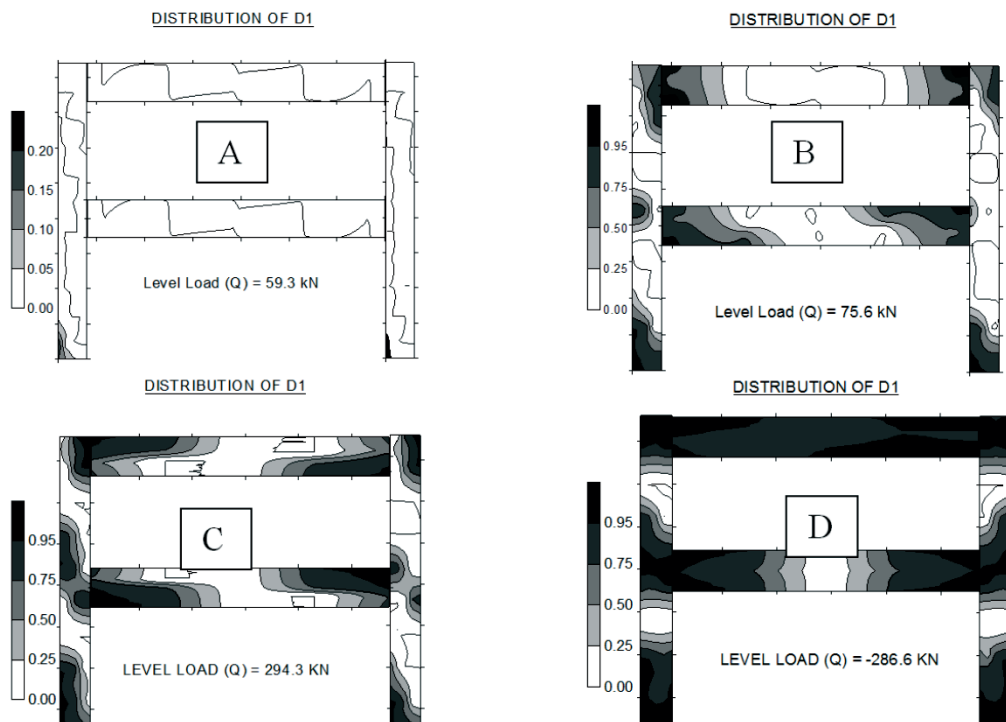 DISTRIBUTION OF D1
A
0.20
0.15
0.10
0.05
0.00
Level Load (Q) = 59.3 kN
DISTRIBUTION OF D1
B
0.95
0.75
0.50
0.25
0.00
Level Load (Q) = 75.6 kN
DISTRIBUTION OF D1
C
0.95
0.75
0.50
0.25
0.00
LEVEL LOAD (Q) = 294.3 KN
DISTRIBUTION OF D1
D
0.95
0.75
0.50
0.25
0.00
LEVEL LOAD (Q) = -286.6 KN